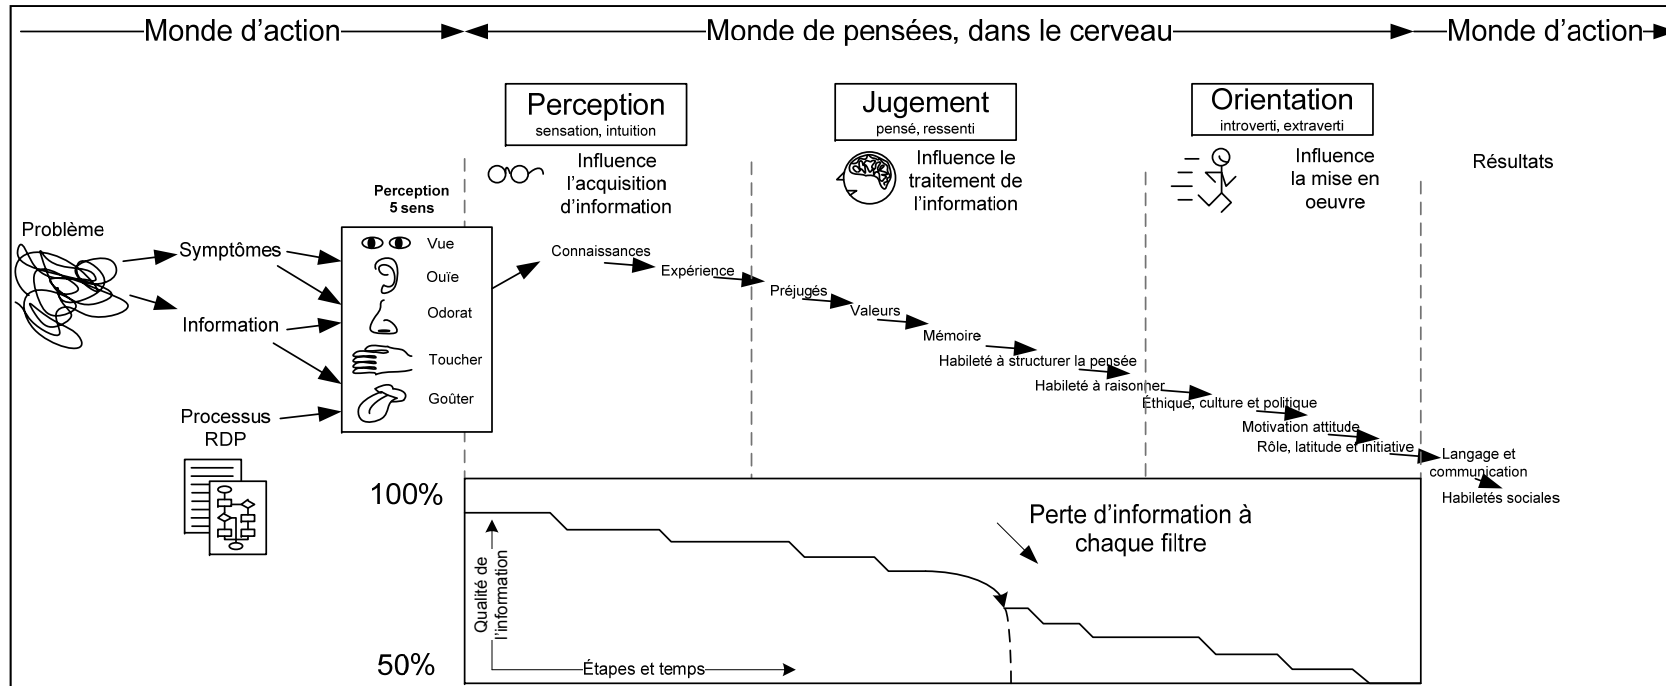 Monde d'action
Monde de pensées, dans le cerveau
Monde d'action
Perception
sensation, intuition
Influence
l'acquisition
d'information
Jugement
pensé, ressenti
Influence le
traitement de
l'information
Orientation
introverti, extraverti
Influence
la mise en
oeuvre
Résultats
Problème
Symptômes
Information
Processus
RDP
Perception
5 sens
Vue
Ouïe
Odorat
Toucher
Goûter
Connaissances
Expérience
Préjugés
Valeurs
Mémoire
Habileté à structurer la pensée
Habileté à raisonner
Éthique, culture et politique
Motivation attitude
Rôle, latitude et initiative
Langage et
communication
Habiletés sociales
100%
50%
Qualité de
l'information
Étapes et temps
Perte d'information à
chaque filtre